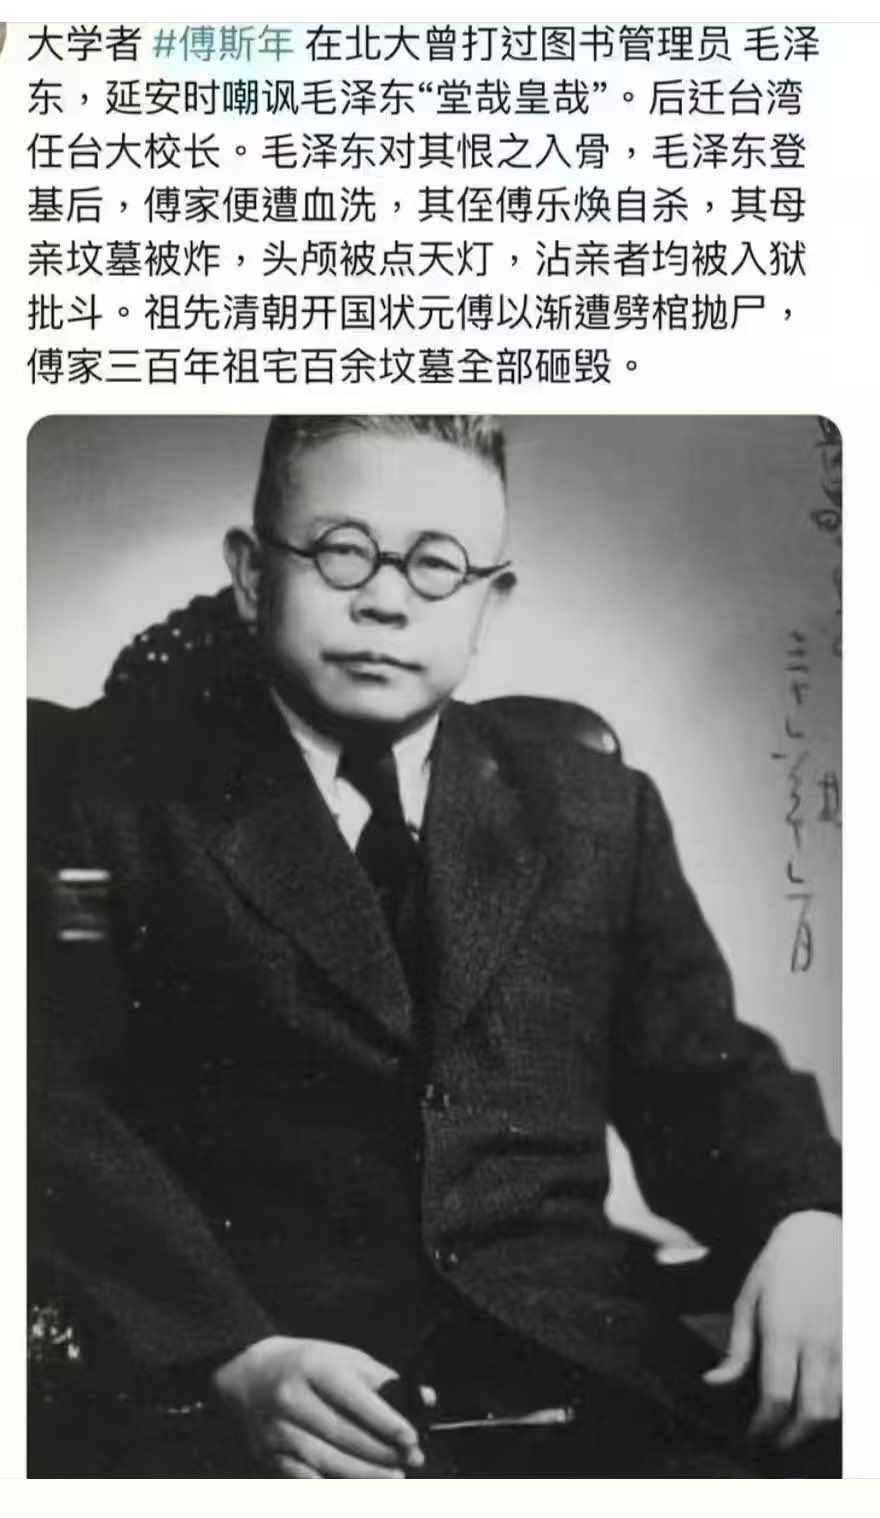 大学者 #傅斯年 在北大曾打过图书管理员 毛泽
东，延安时嘲讽毛泽东“堂哉皇哉”。后迁台湾
任台大校长。毛泽东对其恨之入骨，毛泽东登
基后，傅家便遭血洗，其侄傅乐焕自杀，其母
亲坟墓被炸，头颅被点天灯，沾亲者均被入狱
批斗。祖先清朝开国状元傅以渐遭劈棺抛尸，
傅家三百年祖宅百余坟墓全部砸毁。